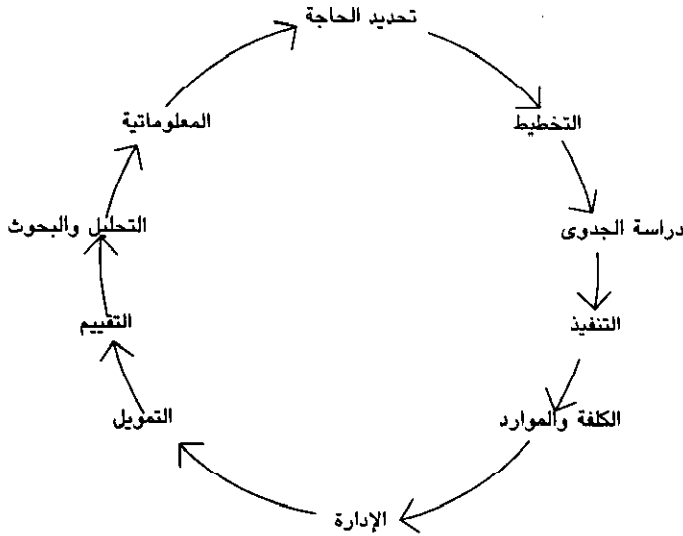 تحديد الحاجة
التخطيط
دراسة الجدوى
التنفيذ
الكلفة والموارد
الإدارة
التمويل
التقييم
التحليل والبحوث
المعلوماتية